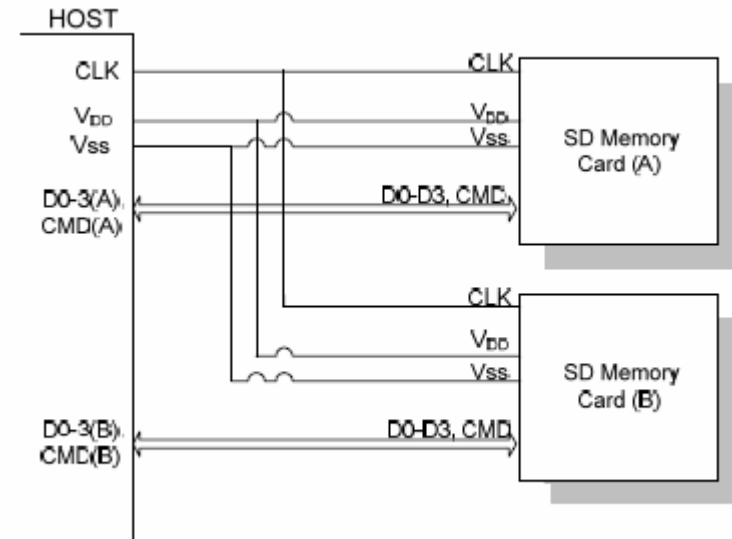 HOST
CLK
VDD
Vss
D0-3(A)
CMD(A)
D0-3(B)
CMD(B)
CLK
VDD
Vss
D0-D3, CMD
SD Memory
Card (A)
CLK
VDD
Vss
D0-D3, CMD
SD Memory
Card (B)